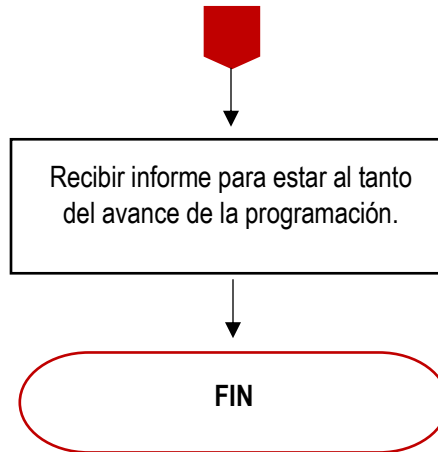 Recibir informe para estar al tanto
del avance de la programación.
FIN